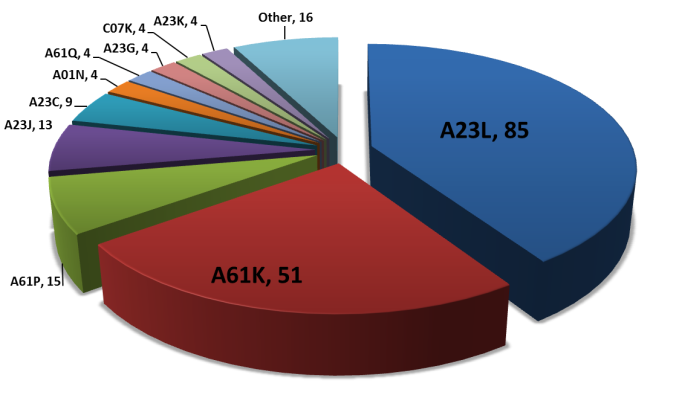 Other, 16
A23K, 4
C07K, 4
A23G, 4
A61Q, 4
A01N, 4
A23C, 9
A23J, 13
A23L, 85
A61K, 51
A61P, 15